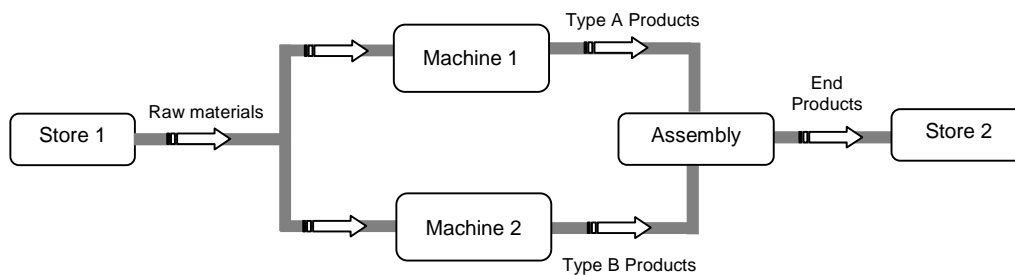 Type A Products
Machine 1
End
Products
Raw materials
Store 1
Assembly
Store 2
Machine 2
Type B Products